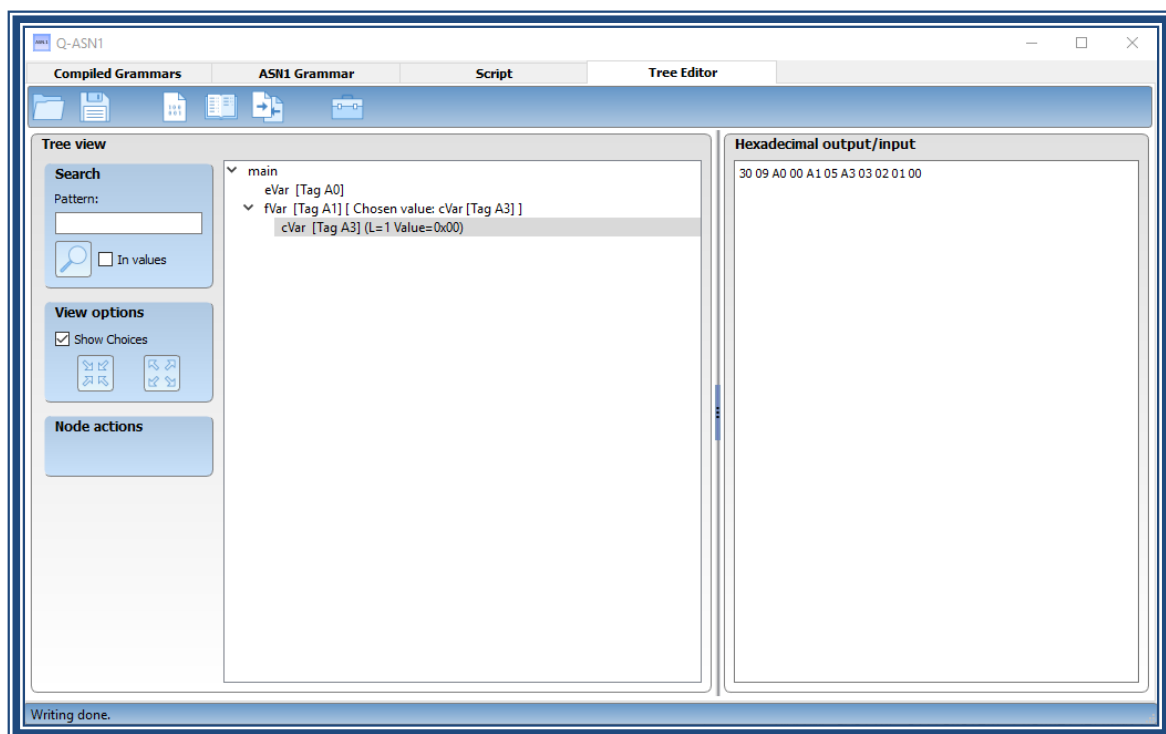 Q-ASN1
Compiled Grammars
ASN1 Grammar
Script
Tree Editor
Tree view
Search
Pattern:
In values
View options
Show Choices
Node actions
main
eVar [Tag A0]
fVar [Tag A1] [ Chosen value: cVar [Tag A3] ]
cVar [Tag A3] (L=1 Value=0x00)
Hexadecimal output/input
30 09 A0 00 A1 05 A3 03 02 01 00
Writing done.